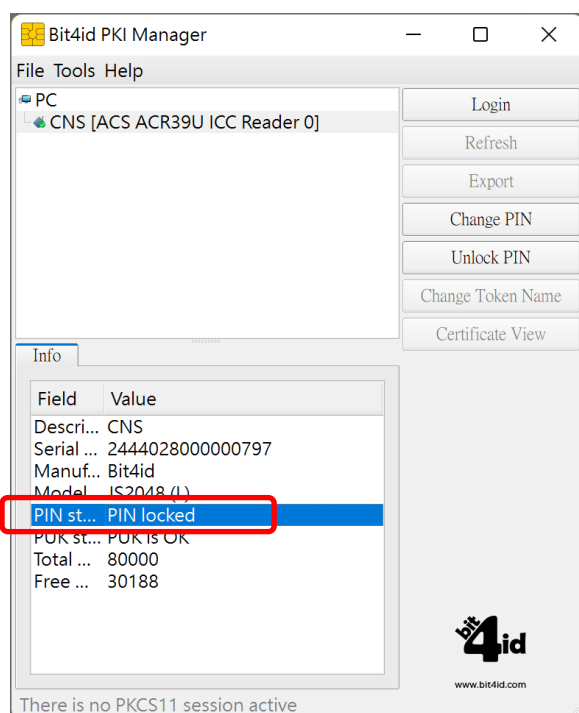 Bit4id PKI Manager
File Tools Help
PC
CNS [ACS ACR39U ICC Reader 0]
Login
Refresh
Export
Change PIN
Unlock PIN
Change Token Name
Certificate View
Info
Field Value
Descri... CNS
Serial ... 2444028000000797
Manuf... Bit4id
Model JS2048 (L)
PIN st... PIN locked
PUK st... PUK is OK
Total ... 80000
Free ... 30188
bit4id
www.bit4id.com
There is no PKCS11 session active